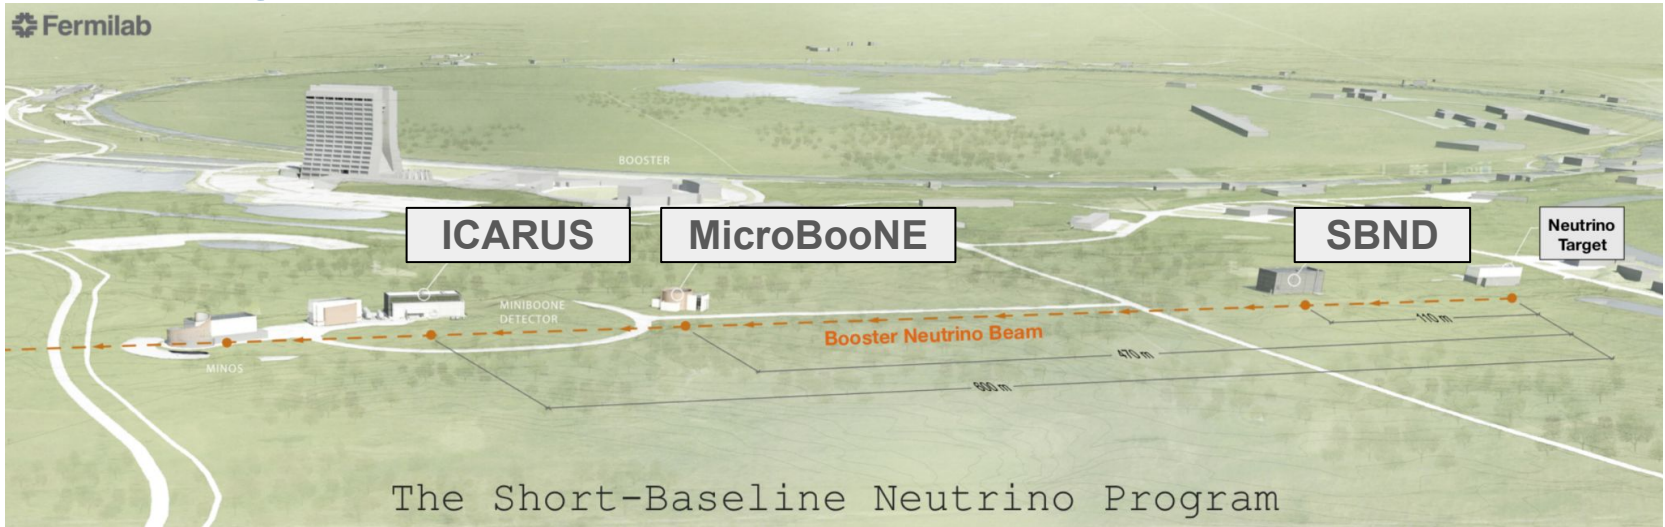 Fermilab
BOOSTER
ICARUS
MicroBooNE
SBND
Neutrino
Target
MINIBOONE
DETECTOR
110 m
Booster Neutrino Beam
470 m
MINOS
600 m
The Short-Baseline Neutrino Program